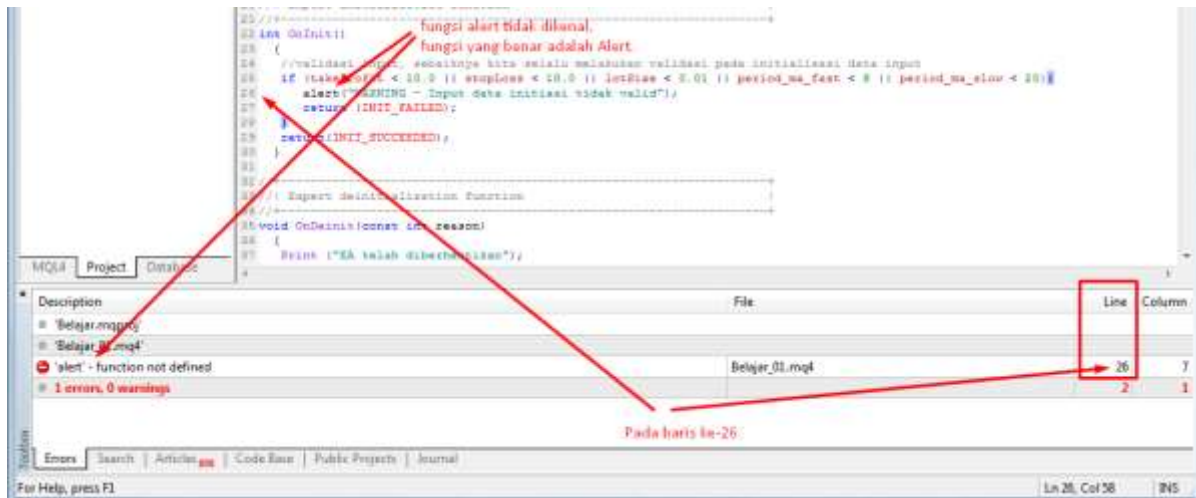 21 //+
fungsi alert tidak dikenal,
22 int OnInit()
fungsi yang benar adalah Alert.
23 {
24 //validasi input, sebaiknya kita selalu melakukan validasi pada initialisasi data input
25 if (takeProfit < 10.0 || stopLoss < 10.0 || lotSize < 0.01 || period_ma_fast < 8 || period_ma_slow < 20){
26 alert("WARNING - Input data initiasi tidak valid");
27 return (INIT_FAILED);
28 }
29 return(INIT_SUCCEEDED);
30 }
31
32 //+
33 //| Expert deinitialization function |
34 //+
35 void OnDeinit(const int reason)
36 {
37 Print ("EA telah diberhentikan");
MQL4 Project Database
Description File Line Column
'Belajar.mqproj'
'Belajar_01.mq4'
'alert' - function not defined Belajar_01.mq4 26 7
1 errors, 0 warnings 2 1
Pada baris ke-26
Toolbox
Errors | Search | Articles | Code Base | Public Projects | Journal
For Help, press F1 Ln 28, Col 58 INS